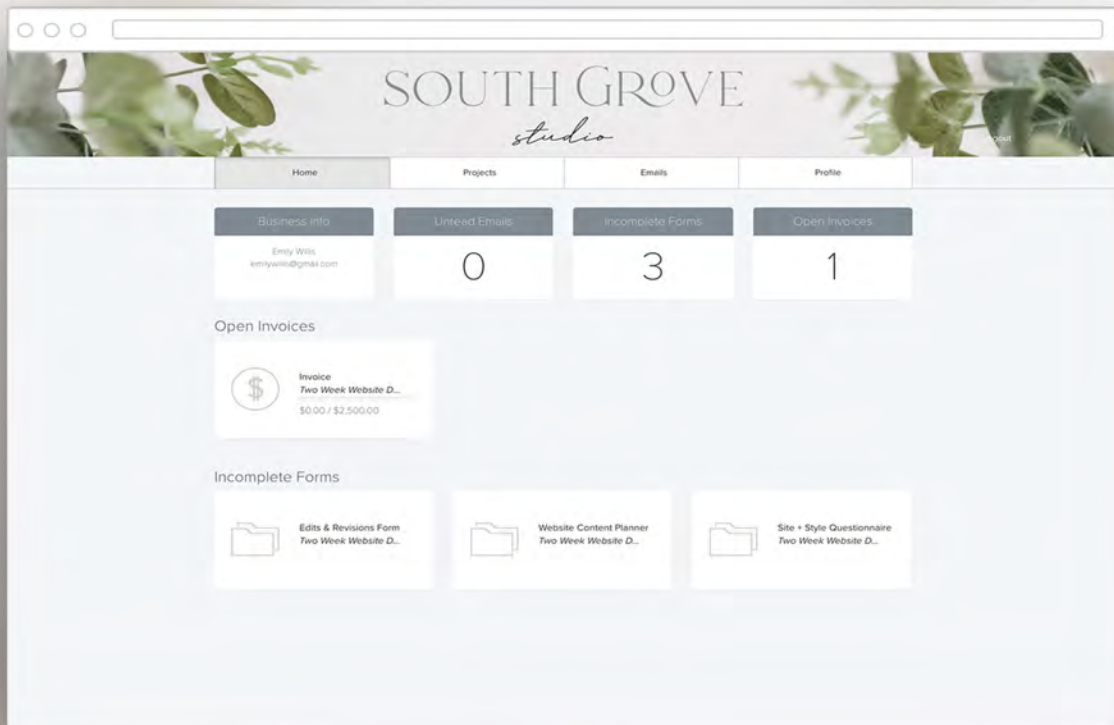 SOUTH GROVE
studio
Home
Projects
Emails
Profile
Business Info
Unread Emails
Incomplete Forms
Open Invoices
Emily Willis
emilywillis@gmail.com
0
3
1
Open Invoices
Invoice
Two Week Website D...
$0.00 / $2,500.00
Incomplete Forms
Edits & Revisions Form
Two Week Website D...
Website Content Planner
Two Week Website D...
Site + Style Questionnaire
Two Week Website D...